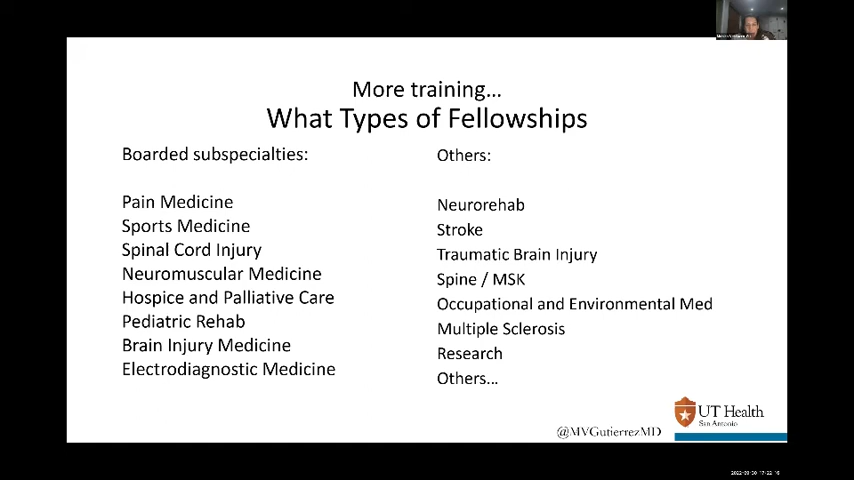 More training...
What Types of Fellowships
Boarded subspecialties:
Pain Medicine
Sports Medicine
Spinal Cord Injury
Neuromuscular Medicine
Hospice and Palliative Care
Pediatric Rehab
Brain Injury Medicine
Electrodiagnostic Medicine
Others:
Neurorehab
Stroke
Traumatic Brain Injury
Spine / MSK
Occupational and Environmental Med
Multiple Sclerosis
Research
Others...
@MVGutierrezMD
UT Health
San Antonio